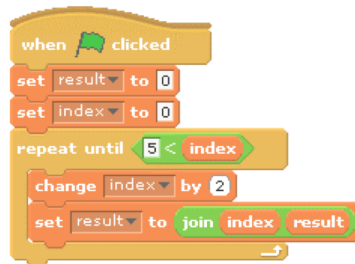 when clicked
set result to 0
set index to 0
repeat until 5 < index
change index by 2
set result to join index result